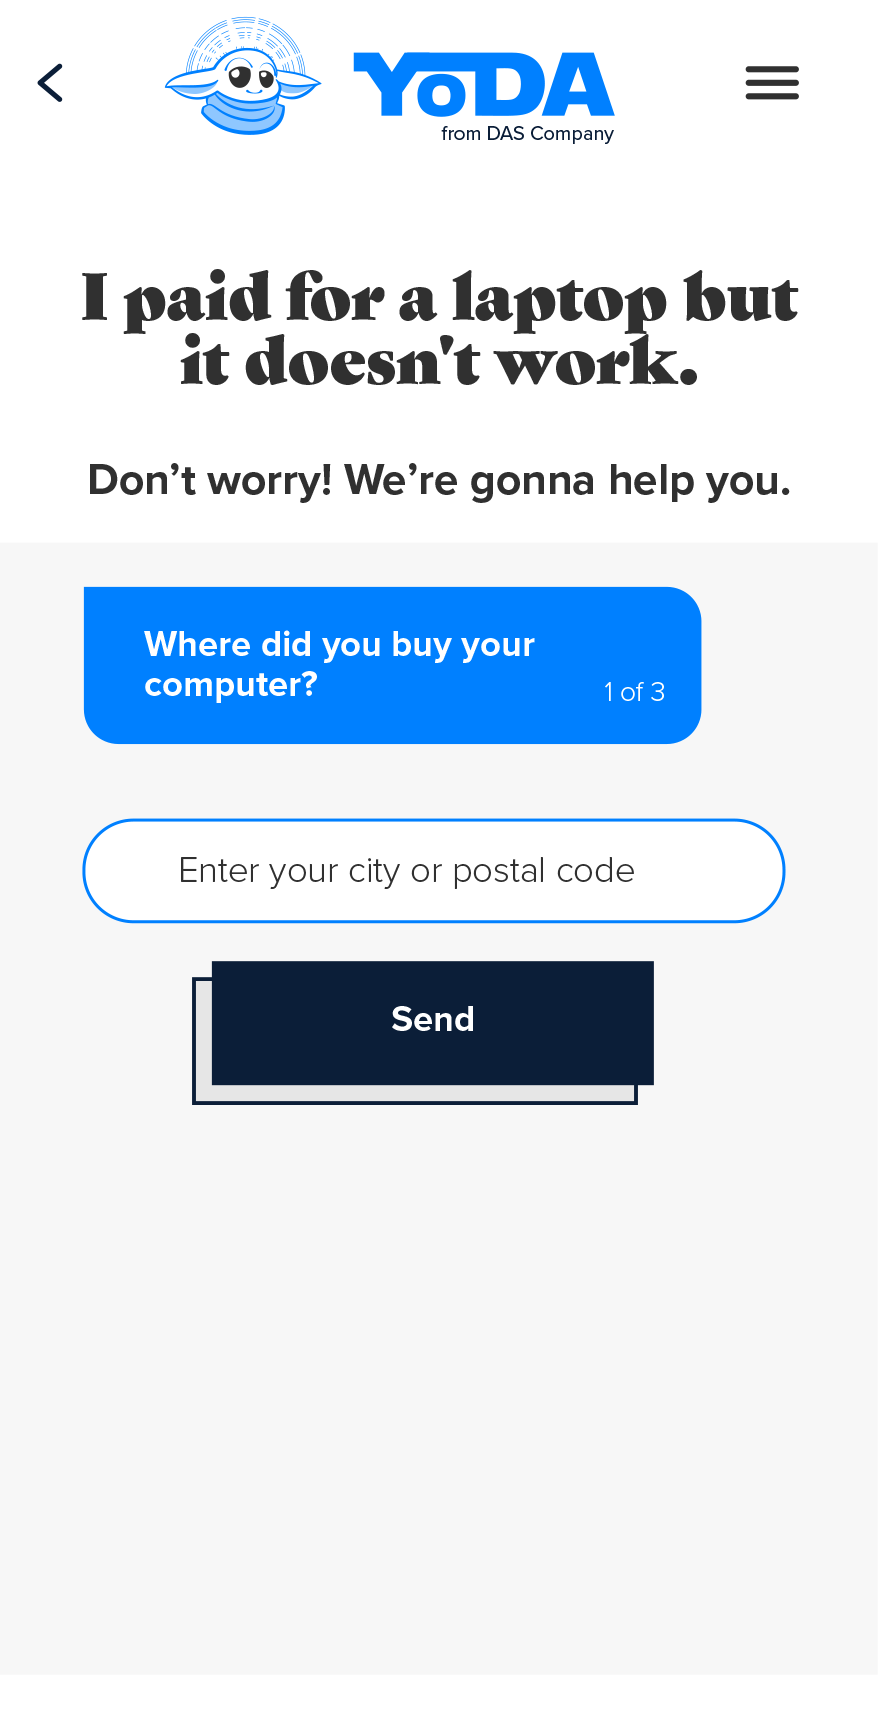 YoDA
from DAS Company
I paid for a laptop but
it doesn't work.
Don’t worry! We’re gonna help you.
Where did you buy your
computer?
1 of 3
Enter your city or postal code
Send